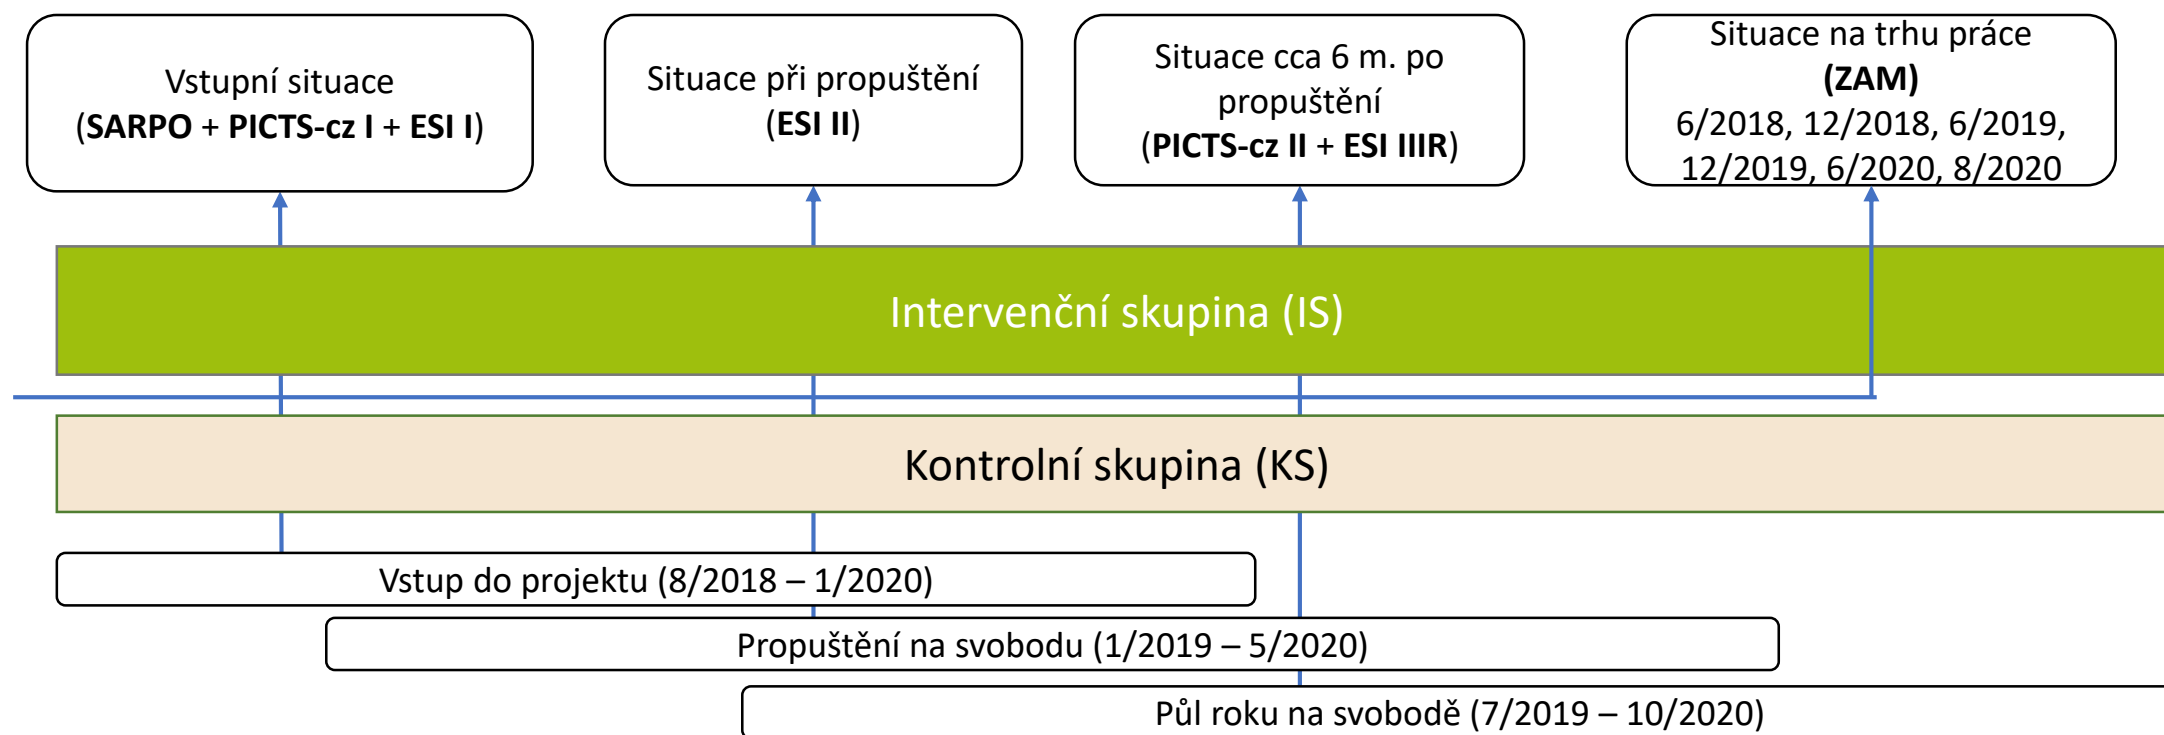 Vstupní situace
(SARPO + PICTS-cz I + ESI I)
Situace při propuštění
(ESI II)
Situace cca 6 m. po
propuštění
(PICTS-cz II + ESI IIIR)
Situace na trhu práce
(ZAM)
6/2018, 12/2018, 6/2019,
12/2019, 6/2020, 8/2020
Intervenční skupina (IS)
Kontrolní skupina (KS)
Vstup do projektu (8/2018 – 1/2020)
Propuštění na svobodu (1/2019 – 5/2020)
Půl roku na svobodě (7/2019 – 10/2020)